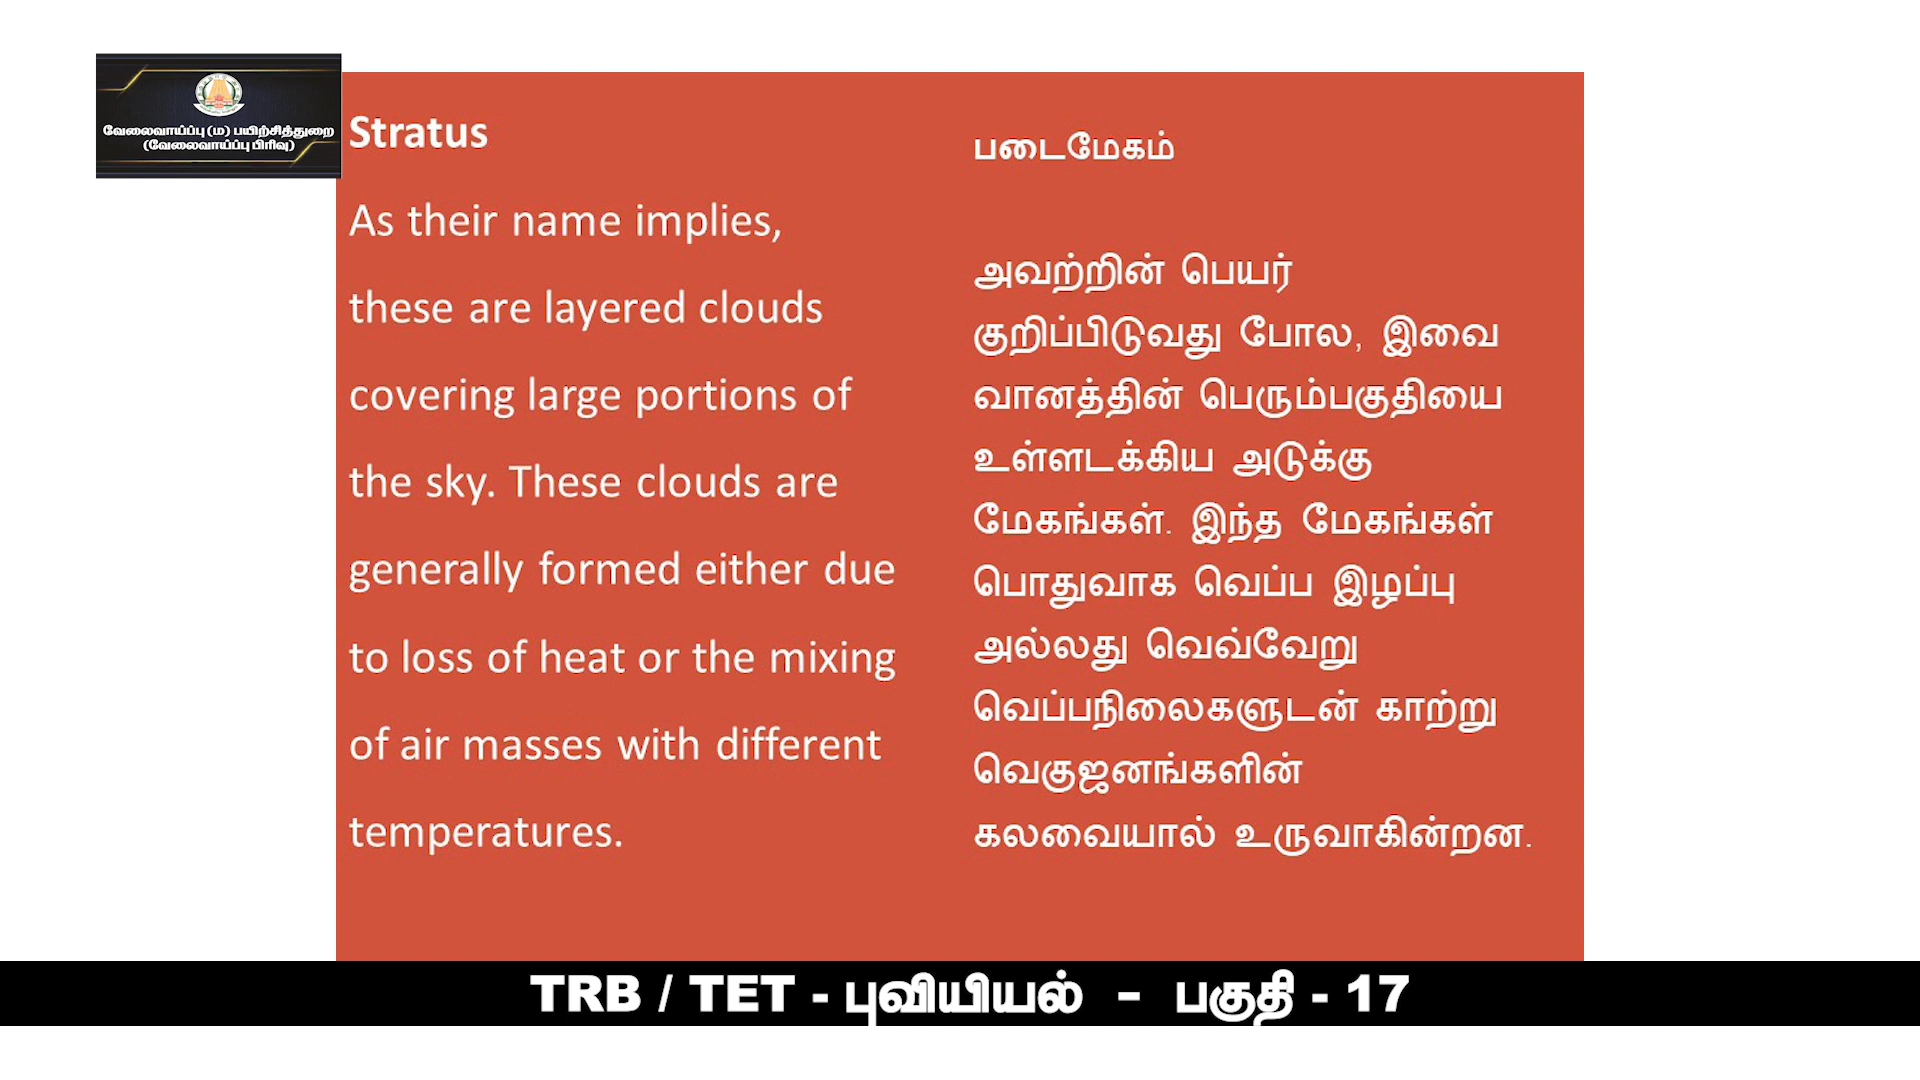 வேலைவாய்ப்பு (ம) பயிற்சித்துறை
(வேலைவாய்ப்பு பிரிவு)
Stratus
As their name implies,
these are layered clouds
covering large portions of
the sky. These clouds are
generally formed either due
to loss of heat or the mixing
of air masses with different
temperatures.
படைமேகம்
அவற்றின் பெயர்
குறிப்பிடுவது போல, இவை
வானத்தின் பெரும்பகுதியை
உள்ளடக்கிய அடுக்கு
மேகங்கள். இந்த மேகங்கள்
பொதுவாக வெப்ப இழப்பு
அல்லது வெவ்வேறு
வெப்பநிலைகளுடன் காற்று
வெகுஜனங்களின்
கலவையால் உருவாகின்றன.
TRB / TET - புவியியல் - பகுதி - 17